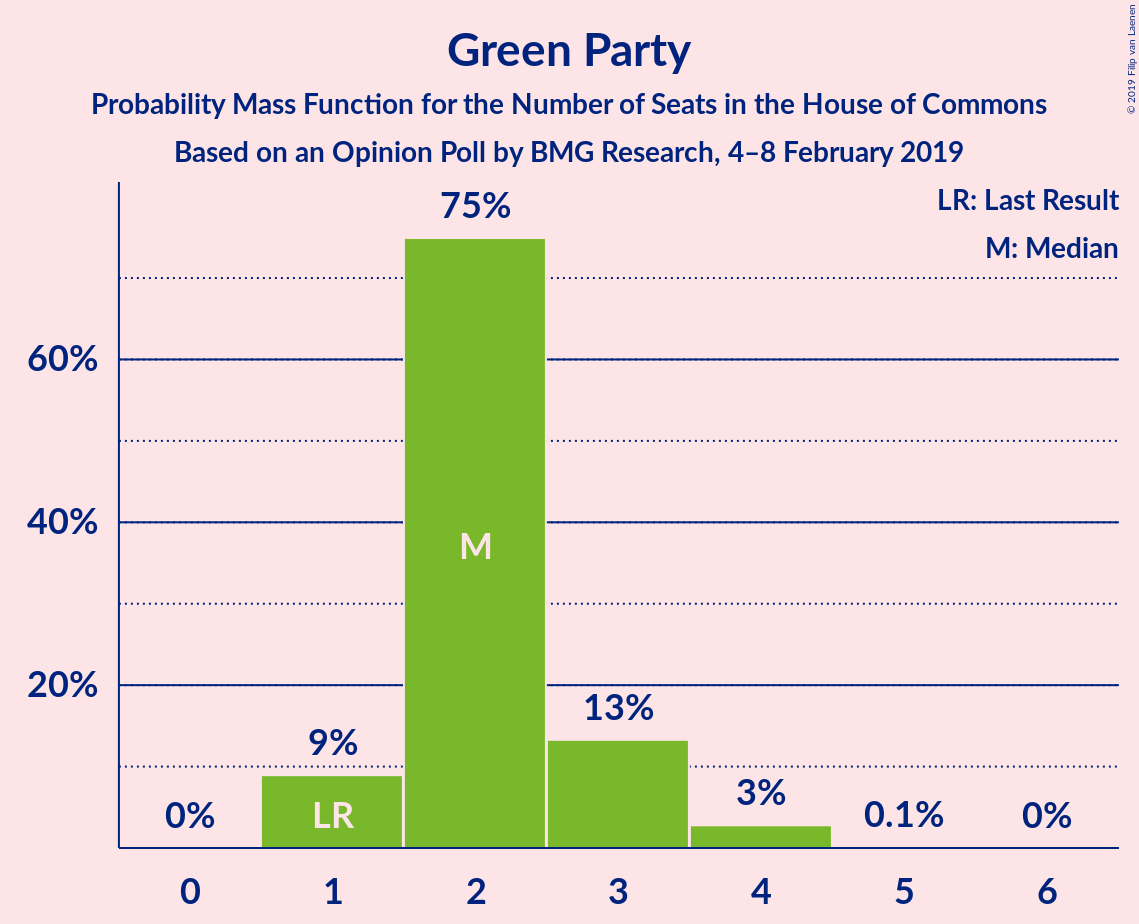 Green Party
Probability Mass Function for the Number of Seats in the House of Commons
Based on an Opinion Poll by BMG Research, 4–8 February 2019
© 2019 Filip van Laenen
LR: Last Result
M: Median
75%
60%
40%
M
20%
13%
9%
3%
0%
LR
0.1%
0%
0 1 2 3 4 5 6